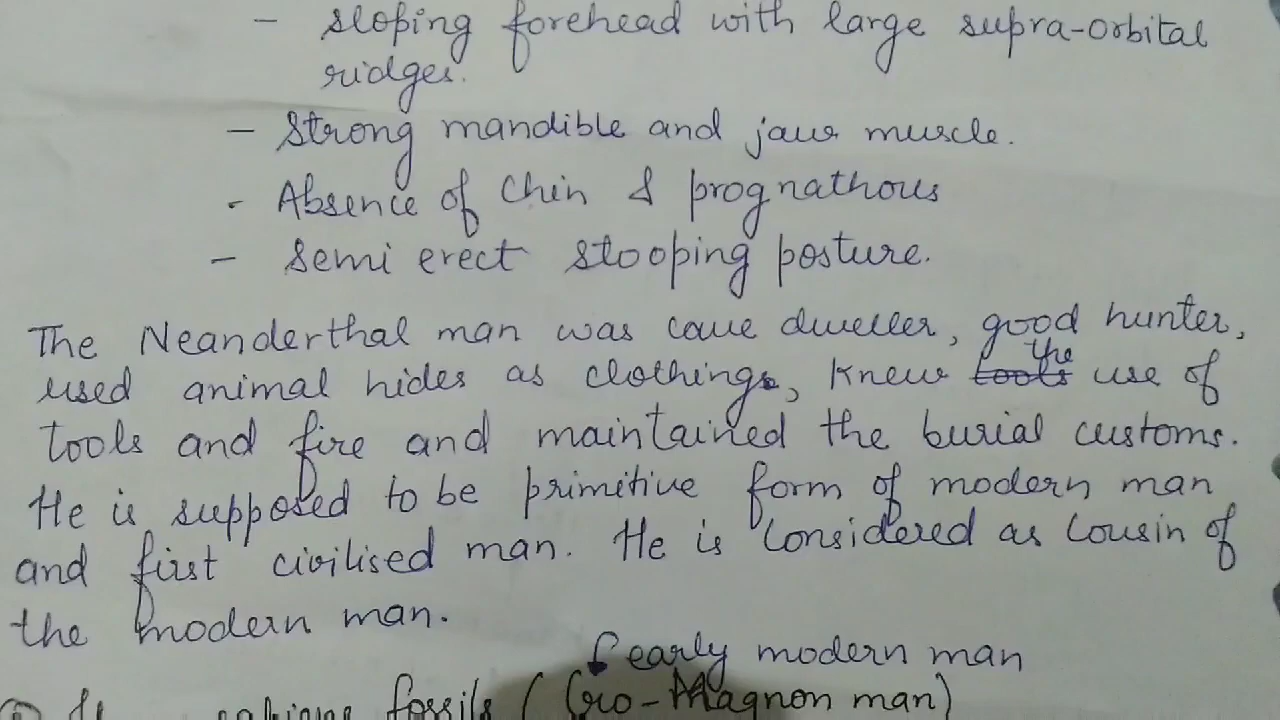 - sloping forehead with large supra-orbital
ridges.
- Strong mandible and jaw muscle.
- Absence of chin & prognathous
- Semi erect stooping posture.
The Neanderthal man was cave dweller, good hunter,
used animal hides as clothing, knew the use of
tools and fire and maintained the burial customs.
He is supposed to be primitive form of modern man
and first civilised man. He is considered as cousin of
the modern man.
early modern man
fossils (Cro-Magnon man)